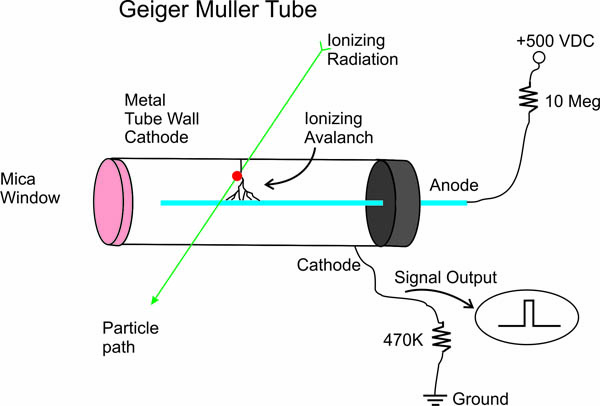 Geiger Muller Tube
Ionizing
Radiation
+500 VDC
10 Meg
Metal
Tube Wall
Cathode
Ionizing
Avalanch
Mica
Window
Anode
Cathode
Signal Output
Particle
path
470K
Ground